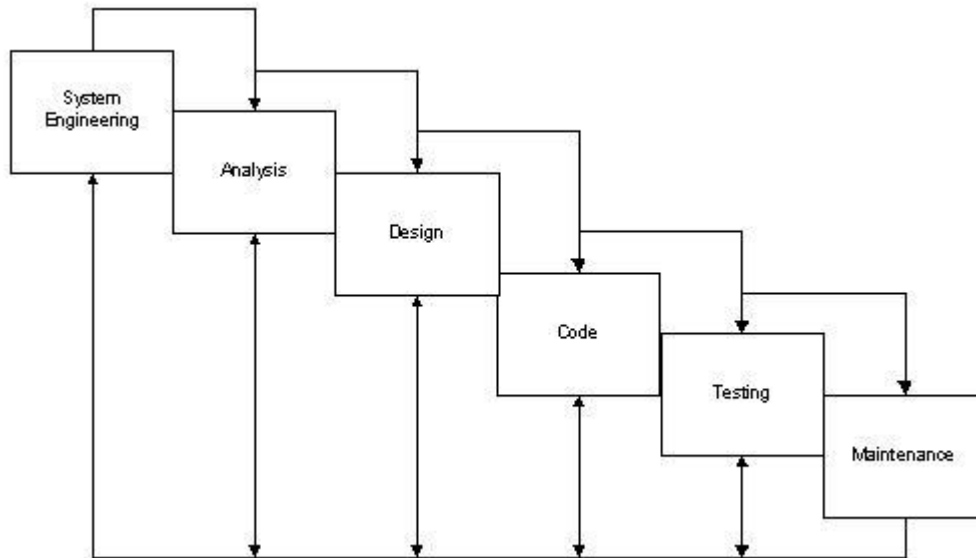 System
Engineering
Analysis
Design
Code
Testing
Maintenance